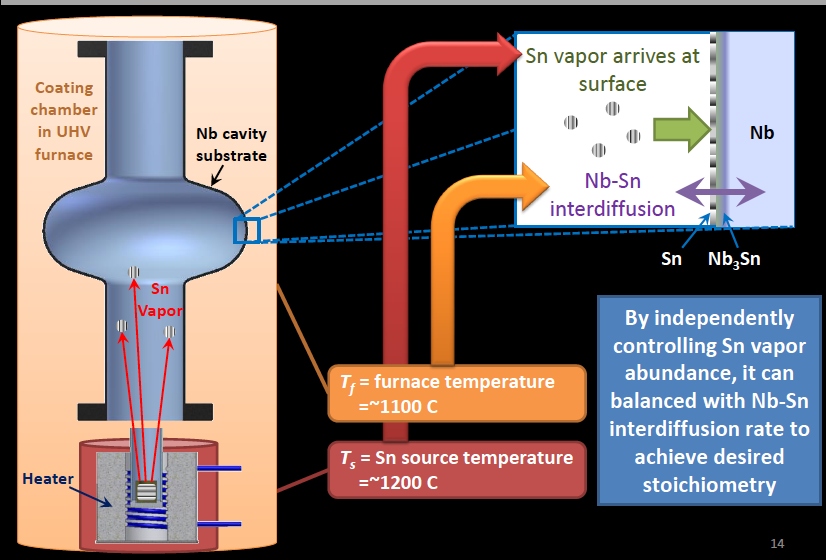 Coating
chamber
in UHV
furnace
Nb cavity
substrate
Sn
Vapor
Heater
Sn vapor arrives at
surface
Nb
Nb-Sn
interdiffusion
Sn
Nb₃Sn
T_f = furnace temperature
=~1100 C
T_s = Sn source temperature
=~1200 C
By independently
controlling Sn vapor
abundance, it can
balanced with Nb-Sn
interdiffusion rate to
achieve desired
stoichiometry
14